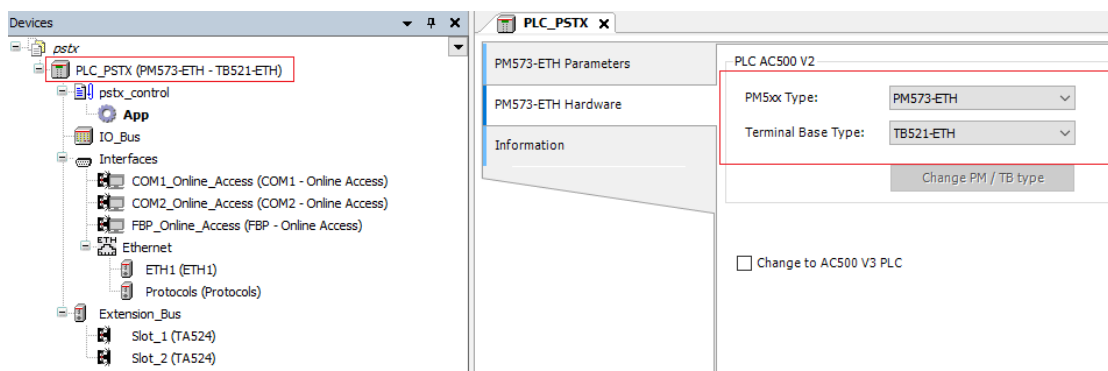 Devices
pstx
PLC_PSTX (PM573-ETH - TB521-ETH)
pstx_control
App
IO_Bus
Interfaces
COM1_Online_Access (COM1 - Online Access)
COM2_Online_Access (COM2 - Online Access)
FBP_Online_Access (FBP - Online Access)
ETH
Ethernet
ETH1 (ETH1)
Protocols (Protocols)
Extension_Bus
Slot_1 (TA524)
Slot_2 (TA524)
PLC_PSTX
PM573-ETH Parameters
PM573-ETH Hardware
Information
PLC AC500 V2
PM5xx Type: PM573-ETH
Terminal Base Type: TB521-ETH
Change PM / TB type
Change to AC500 V3 PLC